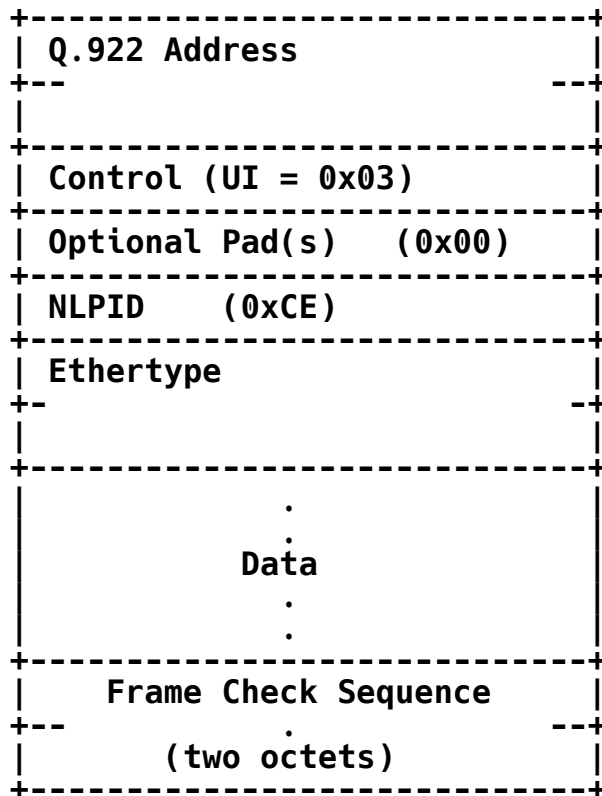 +-----------------------------+
| Q.922 Address               |
+--                         --+
|                             |
+-----------------------------+
| Control (UI = 0x03)         |
+-----------------------------+
| Optional Pad(s)   (0x00)    |
+-----------------------------+
| NLPID    (0xCE)             |
+-----------------------------+
| Ethertype                   |
+-                           -+
|                             |
+-----------------------------+
|             .               |
|             .               |
|           Data              |
|             .               |
|             .               |
+-----------------------------+
|    Frame Check Sequence     |
+--           .             --+
|       (two octets)          |
+-----------------------------+